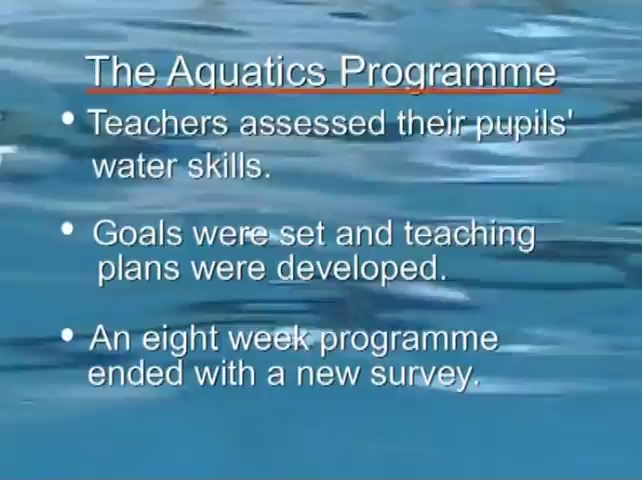 The Aquatics Programme
• Teachers assessed their pupils'
water skills.
• Goals were set and teaching
plans were developed.
• An eight week programme
ended with a new survey.